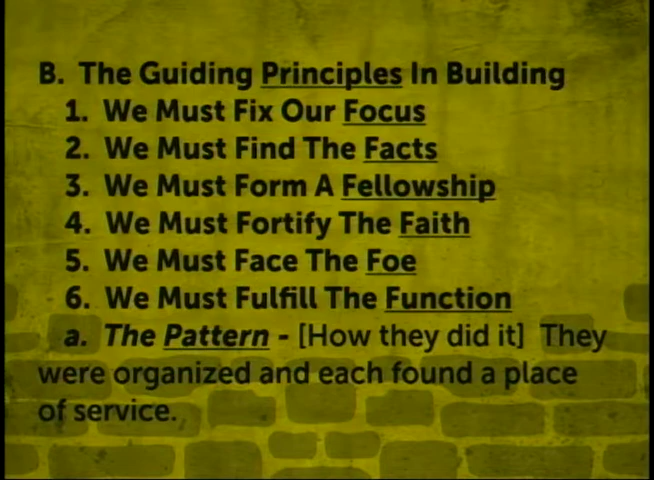 B. The Guiding Principles In Building
1. We Must Fix Our Focus
2. We Must Find The Facts
3. We Must Form A Fellowship
4. We Must Fortify The Faith
5. We Must Face The Foe
6. We Must Fulfill The Function
a. The Pattern - [How they did it] They
were organized and each found a place
of service.